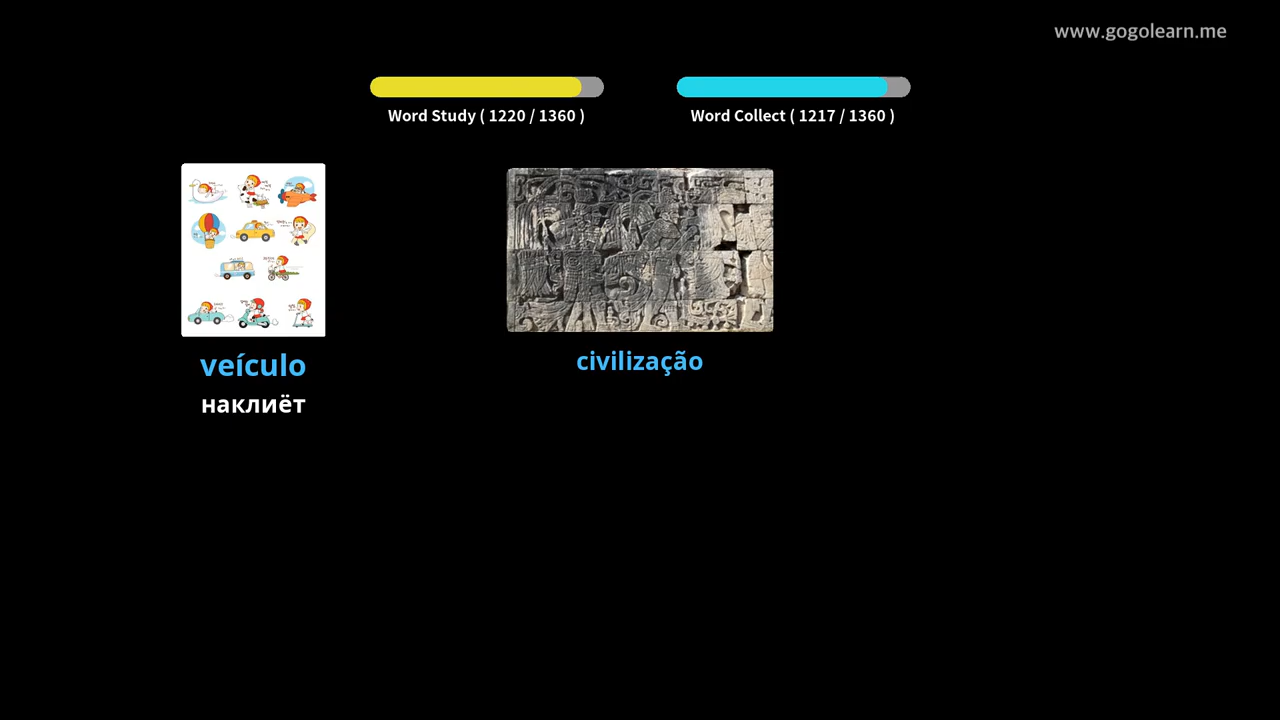 www.gogolearn.me
Word Study ( 1220 / 1360 )
Word Collect ( 1217 / 1360 )
veículo
наклиёт
civilização